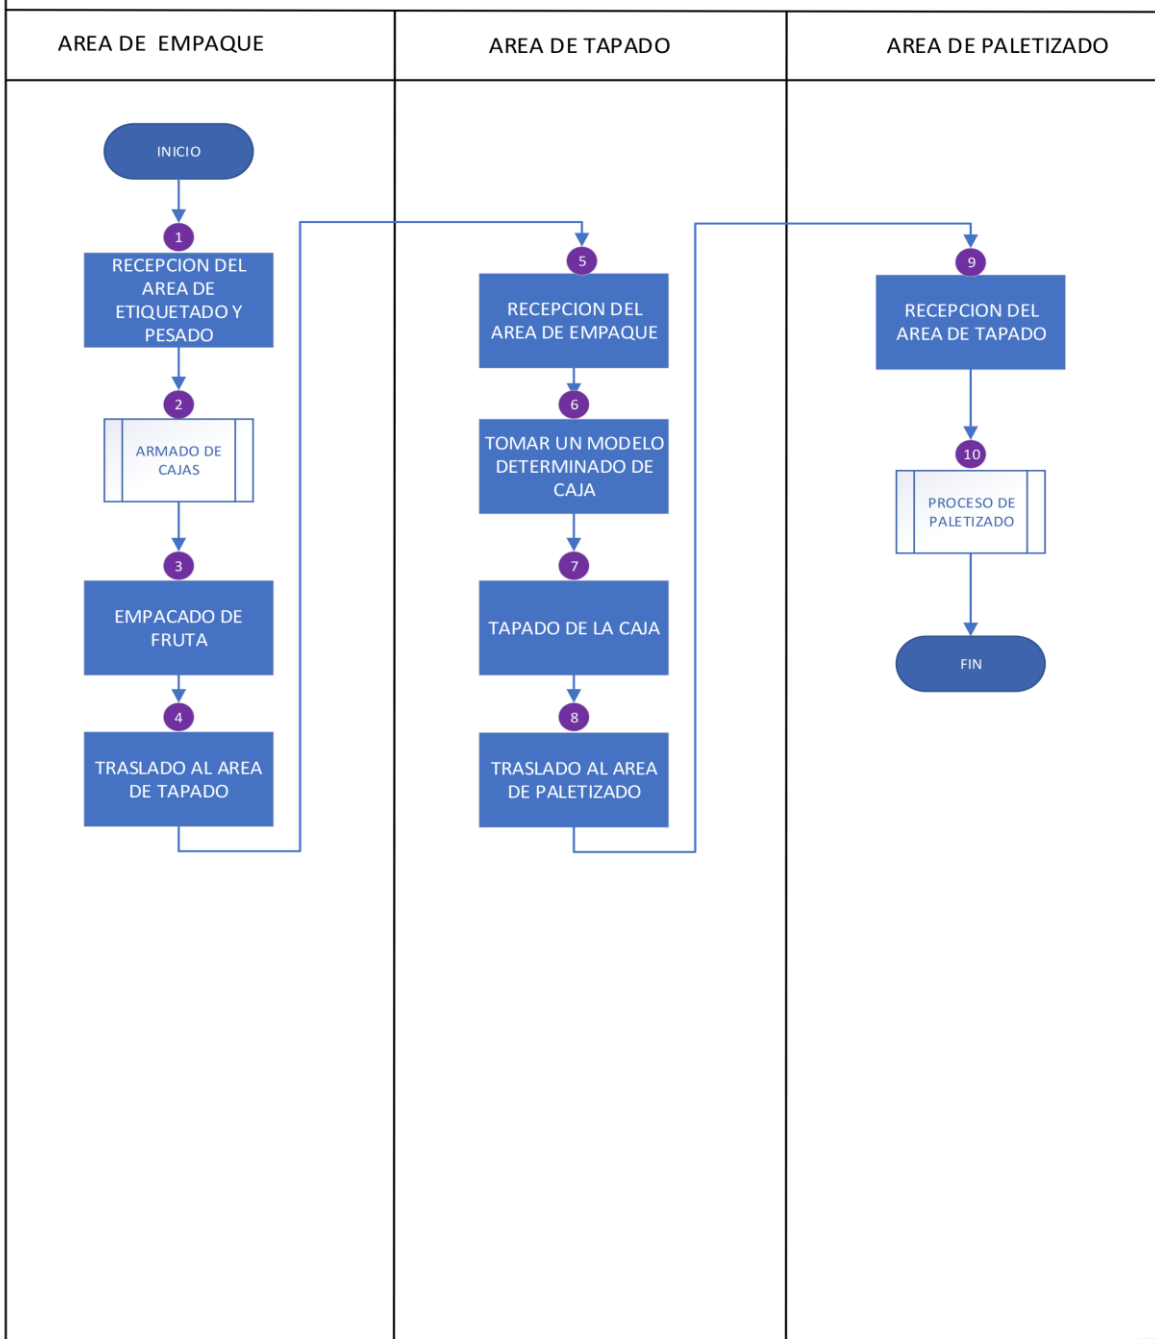 AREA DE EMPAQUE
AREA DE TAPADO
AREA DE PALETIZADO
INICIO
1
RECEPCION DEL
AREA DE
ETIQUETADO Y
PESADO
2
ARMADO DE
CAJAS
3
EMPACADO DE
FRUTA
4
TRASLADO AL AREA
DE TAPADO
5
RECEPCION DEL
AREA DE EMPAQUE
6
TOMAR UN MODELO
DETERMINADO DE
CAJA
7
TAPADO DE LA CAJA
8
TRASLADO AL AREA
DE PALETIZADO
9
RECEPCION DEL
AREA DE TAPADO
10
PROCESO DE
PALETIZADO
FIN